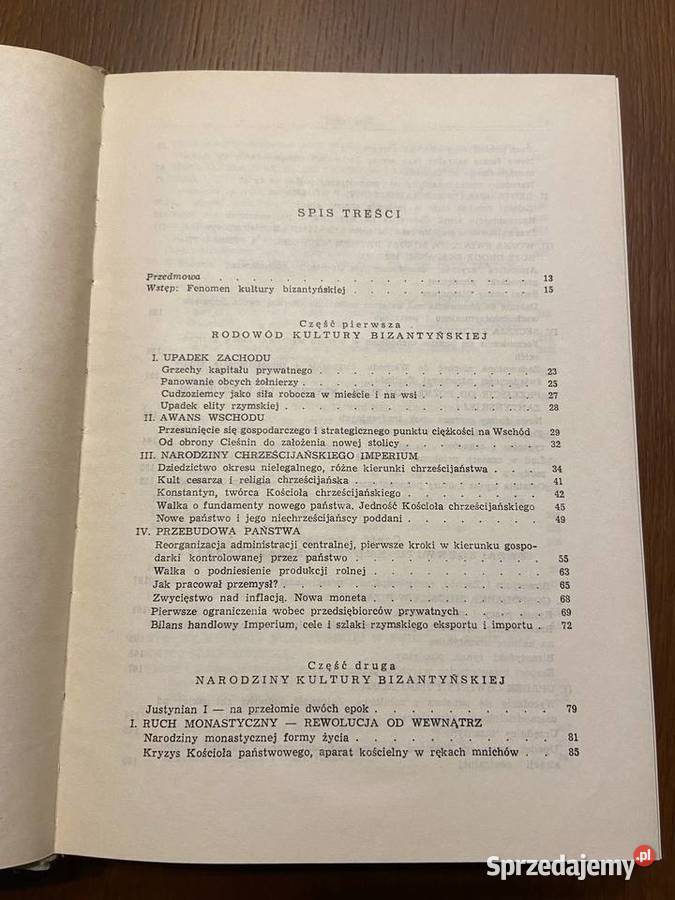 SPIS TREŚCI
Przedmowa . . . . . . . . . . . . . . . . . . 13
Wstęp: Fenomen kultury bizantyńskiej . . . . . . . . . . . 15
Część pierwsza
RODOWÓD KULTURY BIZANTYŃSKIEJ
I. UPADEK ZACHODU
Grzechy kapitału prywatnego . . . . . . . . . . . . 23
Panowanie obcych żołnierzy . . . . . . . . . . . . 25
Cudzoziemcy jako siła robocza w mieście i na wsi . . . . . . 27
Upadek elity rzymskiej . . . . . . . . . . . . . 28
II. AWANS WSCHODU
Przesunięcie się gospodarczego i strategicznego punktu ciężkości na Wschód 29
Od obrony Cieśnin do założenia nowej stolicy . . . . . . . 32
III. NARODZINY CHRZEŚCIJAŃSKIEGO IMPERIUM
Dziedzictwo okresu nielegalnego, różne kierunki chrześcijaństwa . . . 34
Kult cesarza i religia chrześcijańska . . . . . . . . . . 41
Konstantyn, twórca Kościoła chrześcijańskiego . . . . . . . 42
Walka o fundamenty nowego państwa. Jedność Kościoła chrześcijańskiego 45
Nowe państwo i jego niechrześcijańscy poddani . . . . . . . 49
IV. PRZEBUDOWA PAŃSTWA
Reorganizacja administracji centralnej, pierwsze kroki w kierunku gospo-
darki kontrolowanej przez państwo . . . . . . . . . . 55
Walka o podniesienie produkcji rolnej . . . . . . . . . 63
Jak pracował przemysł? . . . . . . . . . . . . . 65
Zwycięstwo nad inflacją. Nowa moneta . . . . . . . . . 68
Pierwsze ograniczenia wobec przedsiębiorców prywatnych . . . . . 69
Bilans handlowy Imperium, cele i szlaki rzymskiego eksportu i importu . 72
Część druga
NARODZINY KULTURY BIZANTYŃSKIEJ
Justynian I — na przełomie dwóch epok . . . . . . . . . 79
I. RUCH MONASTYCZNY — REWOLUCJA OD WEWNĄTRZ
Narodziny monastycznej formy życia . . . . . . . . . . 81
Kryzys Kościoła państwowego, aparat kościelny w rękach mnichów . . 85
Sprzedajemy.pl